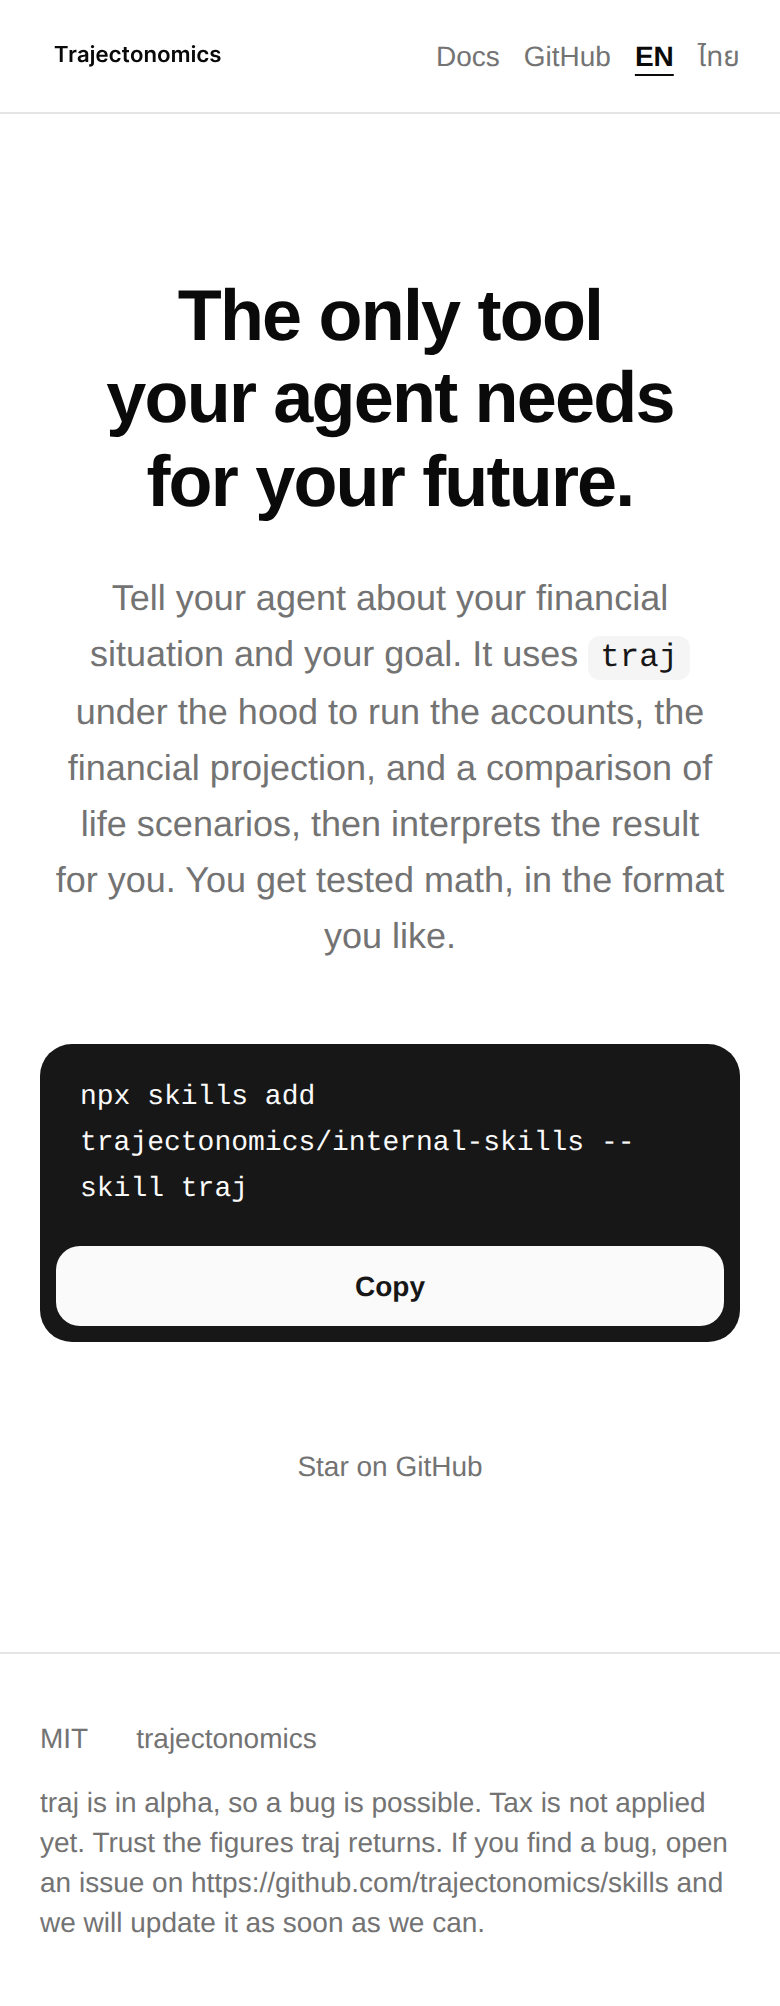 Trajectonomics
Docs GitHub EN ไทย
The only tool
your agent needs
for your future.
Tell your agent about your financial
situation and your goal. It uses traj
under the hood to run the accounts, the
financial projection, and a comparison of
life scenarios, then interprets the result
for you. You get tested math, in the format
you like.
npx skills add
trajectonomics/internal-skills --
skill traj
Copy
Star on GitHub
MIT trajectonomics
traj is in alpha, so a bug is possible. Tax is not applied
yet. Trust the figures traj returns. If you find a bug, open
an issue on https://github.com/trajectonomics/skills and
we will update it as soon as we can.